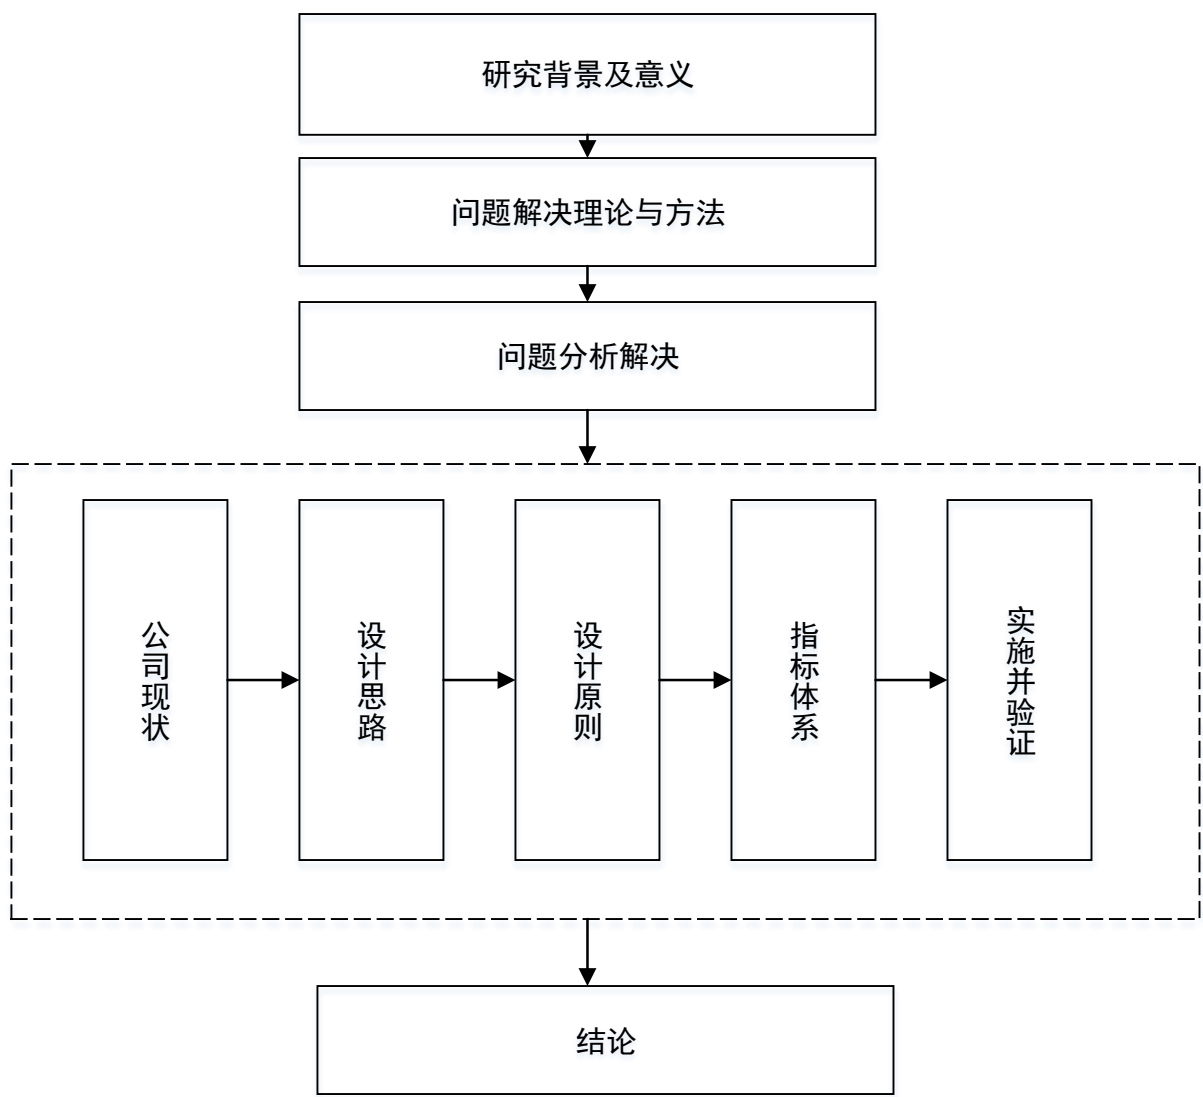 研究背景及意义
问题解决理论与方法
问题分析解决
公司现状
设计思路
设计原则
指标体系
实施并验证
结论